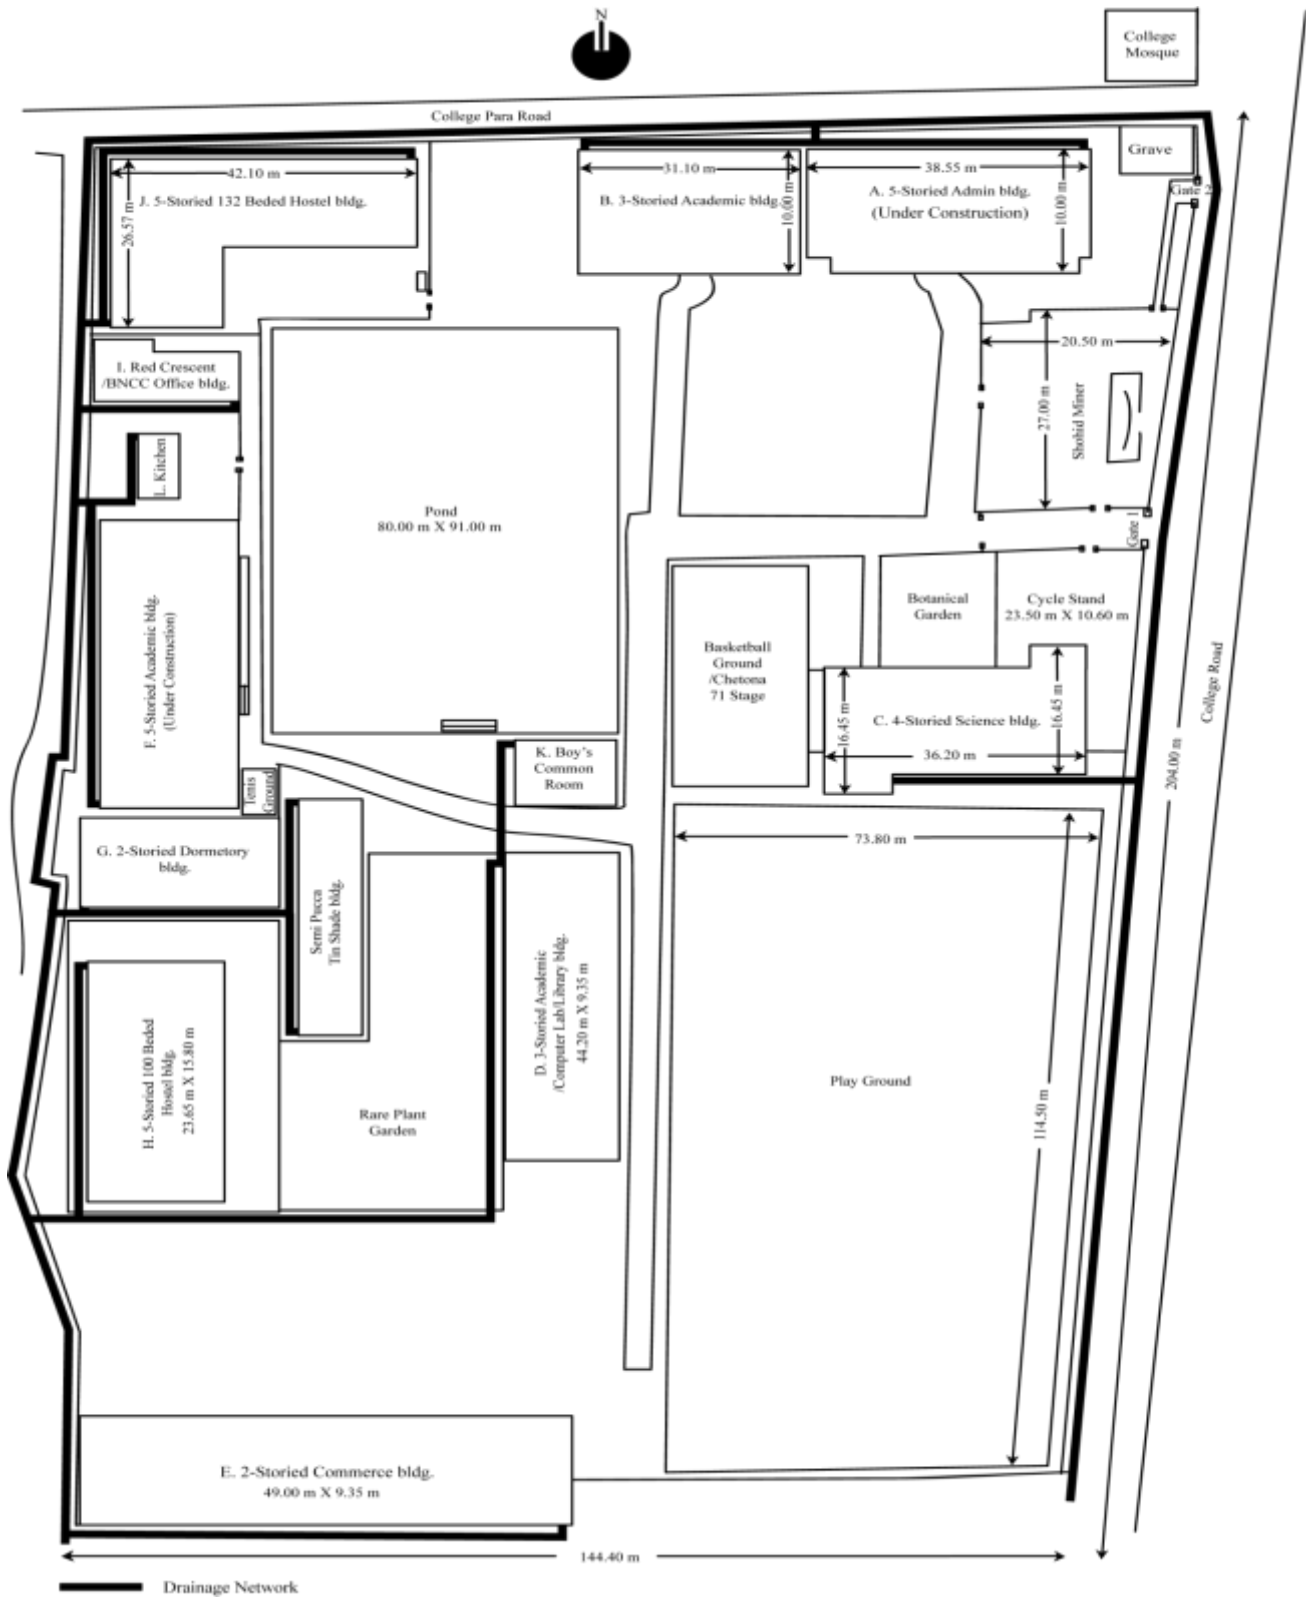 N
College
Mosque
College Para Road
Grave
Gate 2
42.10 m
J. 5-Storied 132 Beded Hostel bldg.
26.57 m
31.10 m
B. 3-Storied Academic bldg.
10.00 m
38.55 m
A. 5-Storied Admin bldg.
(Under Construction)
10.00 m
20.50 m
27.00 m
Shohid Miner
1. Red Crescent
/BNCC Office bldg.
L. Kitchen
Pond
80.00 m X 91.00 m
Gate 1
F. 5-Storied Academic bldg.
(Under Construction)
Botanical
Garden
Cycle Stand
23.50 m X 10.60 m
Basketball
Ground
/Chetona
71 Stage
C. 4-Storied Science bldg.
16.45 m
16.45 m
36.20 m
College Road
204.00 m
K. Boy's
Common
Room
Tenis
Ground
G. 2-Storied Dormetory
bldg.
Semi Pucca
Tin Shade bldg.
73.80 m
D. 3-Storied Academic
/Computer Lab/Library bldg.
44.20 m X 9.35 m
H. 5-Storied 100 Beded
Hostel bldg.
23.65 m X 15.80 m
Rare Plant
Garden
Play Ground
114.50 m
E. 2-Storied Commerce bldg.
49.00 m X 9.35 m
144.40 m
Drainage Network